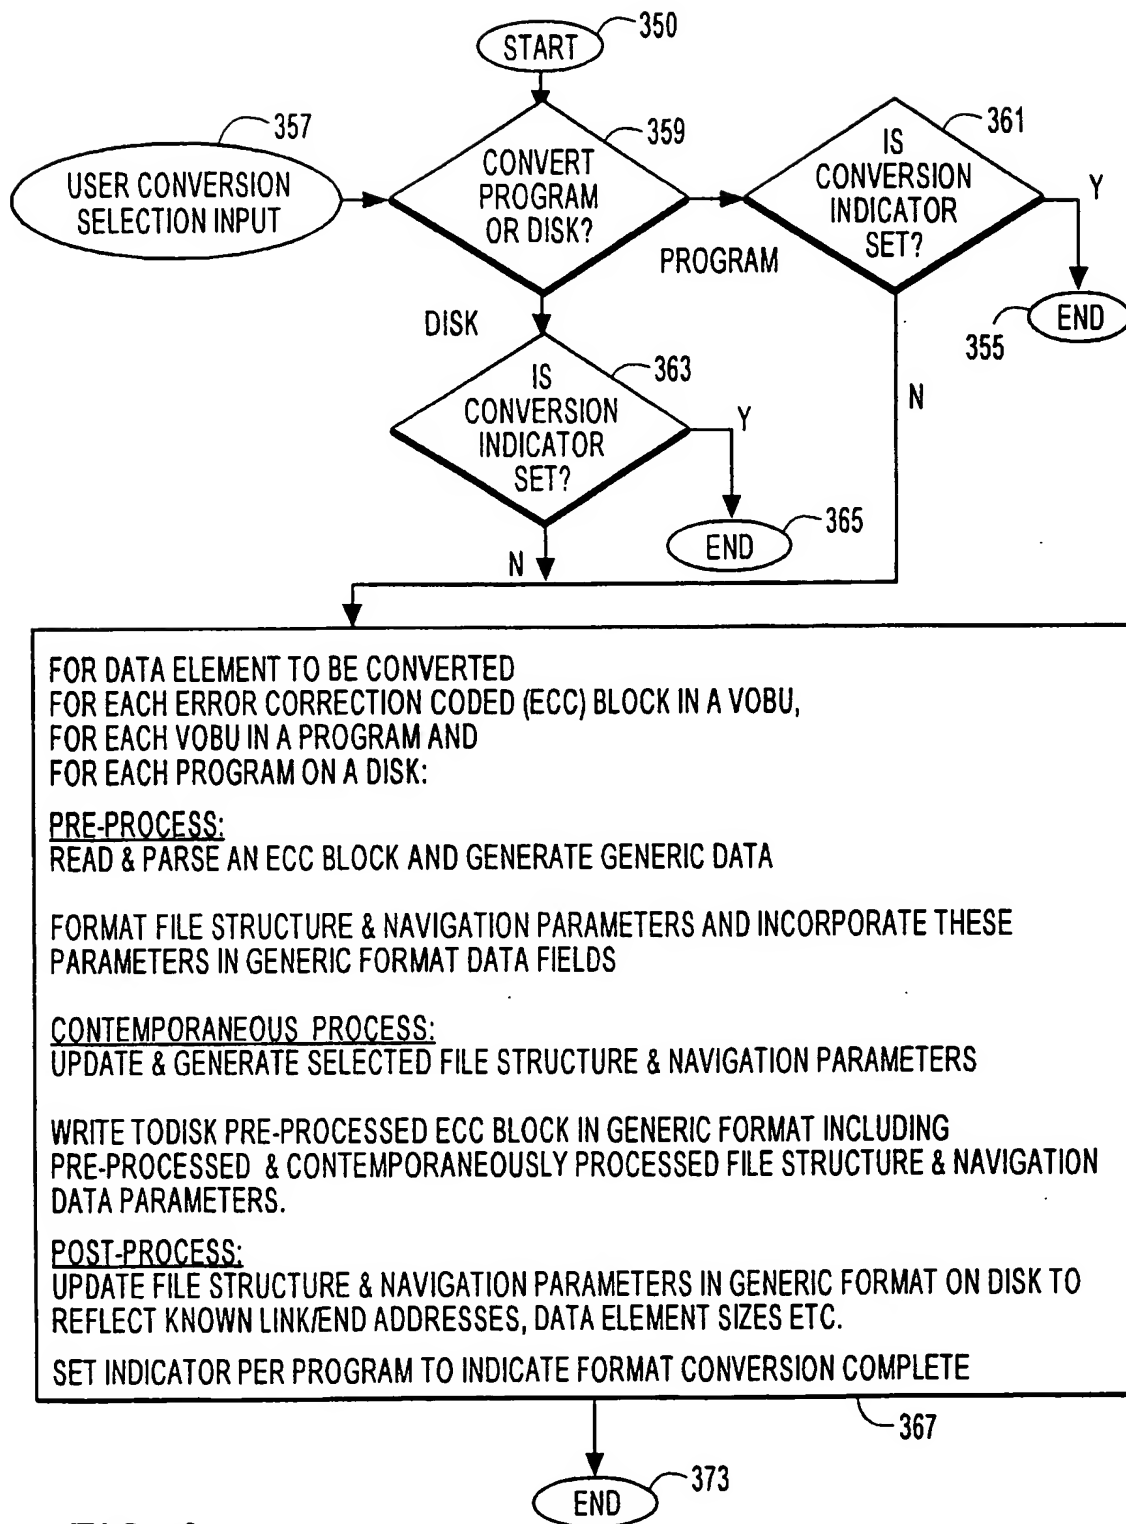 START
350
357
USER CONVERSION
SELECTION INPUT
359
CONVERT
PROGRAM
OR DISK?
361
IS
CONVERSION
INDICATOR
SET?
Y
PROGRAM
END
355
DISK
363
IS
CONVERSION
INDICATOR
SET?
Y
N
END
365
N
FOR DATA ELEMENT TO BE CONVERTED
FOR EACH ERROR CORRECTION CODED (ECC) BLOCK IN A VOBU,
FOR EACH VOBU IN A PROGRAM AND
FOR EACH PROGRAM ON A DISK:
PRE-PROCESS:
READ & PARSE AN ECC BLOCK AND GENERATE GENERIC DATA
FORMAT FILE STRUCTURE & NAVIGATION PARAMETERS AND INCORPORATE THESE
PARAMETERS IN GENERIC FORMAT DATA FIELDS
CONTEMPORANEOUS PROCESS:
UPDATE & GENERATE SELECTED FILE STRUCTURE & NAVIGATION PARAMETERS
WRITE TODISK PRE-PROCESSED ECC BLOCK IN GENERIC FORMAT INCLUDING
PRE-PROCESSED & CONTEMPORANEOUSLY PROCESSED FILE STRUCTURE & NAVIGATION
DATA PARAMETERS.
POST-PROCESS:
UPDATE FILE STRUCTURE & NAVIGATION PARAMETERS IN GENERIC FORMAT ON DISK TO
REFLECT KNOWN LINK/END ADDRESSES, DATA ELEMENT SIZES ETC.
SET INDICATOR PER PROGRAM TO INDICATE FORMAT CONVERSION COMPLETE
367
END
373